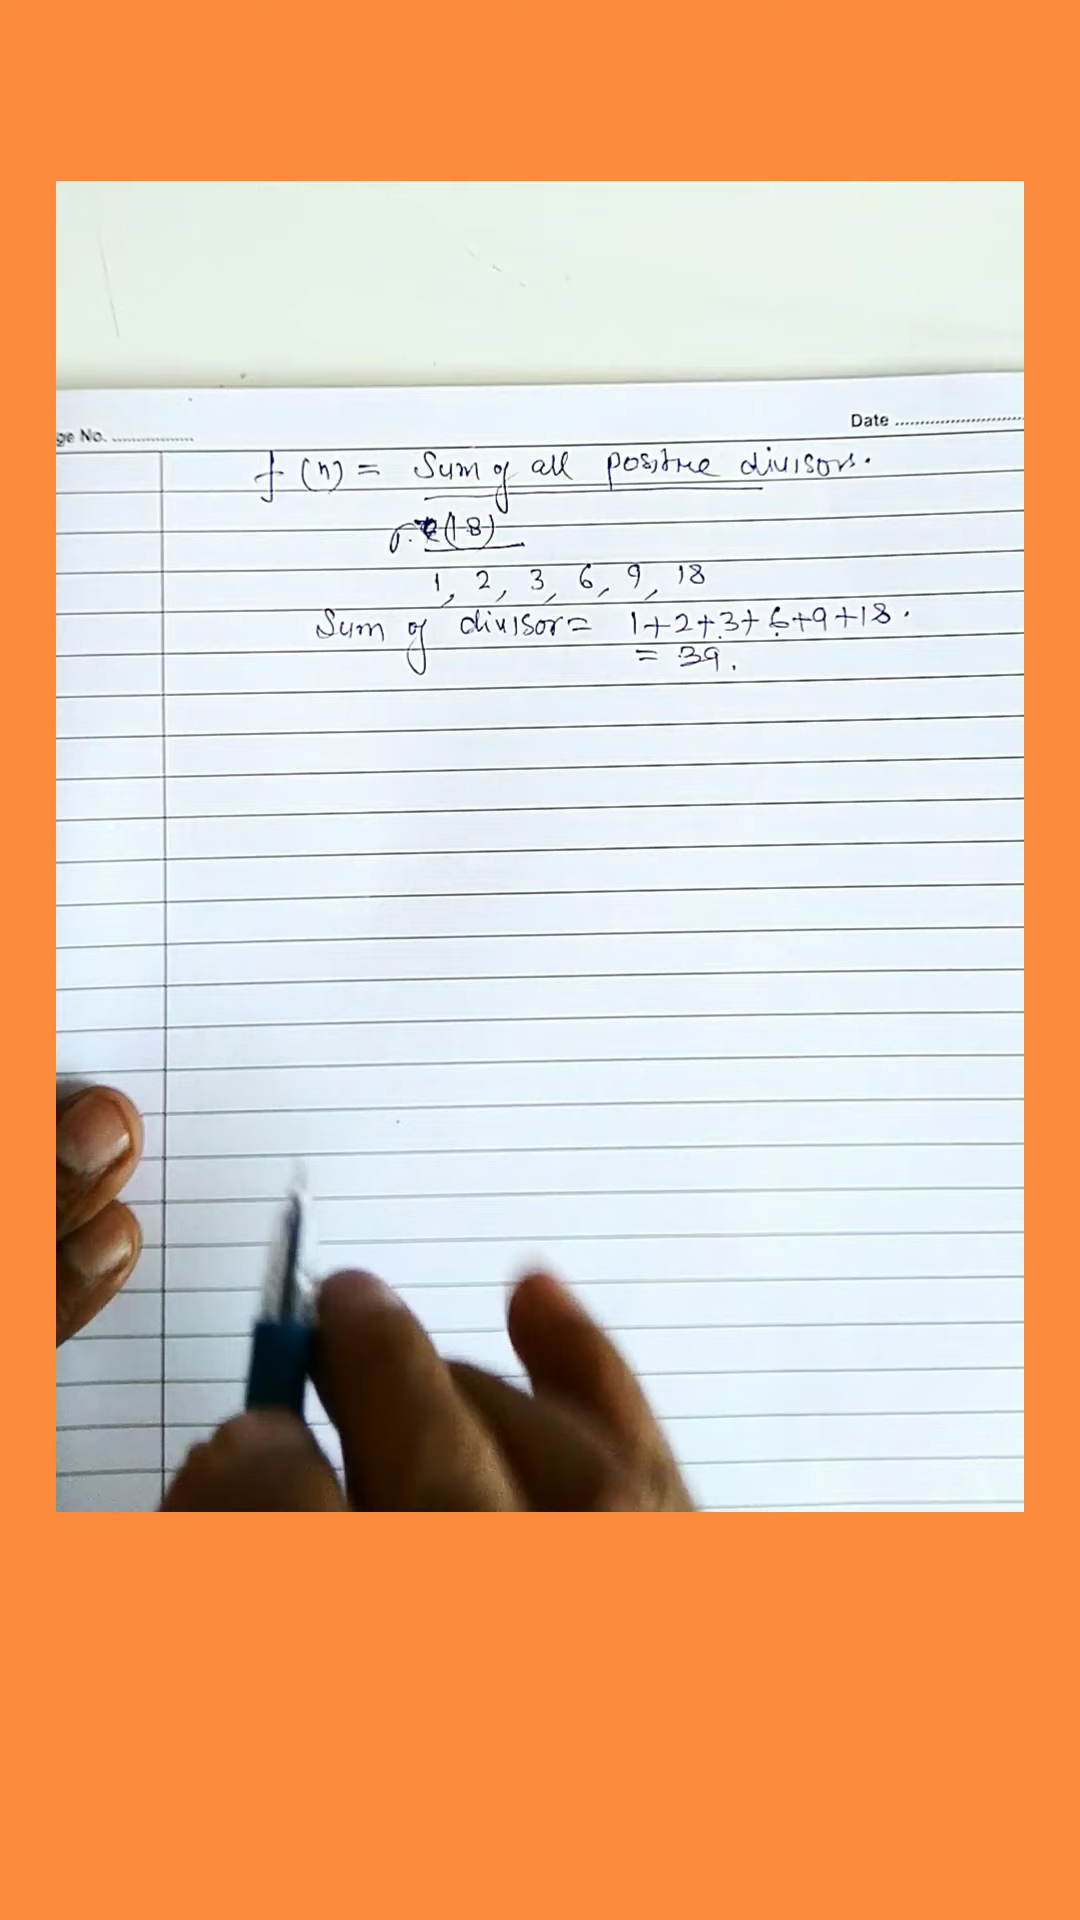 ge No. ..................
Date ............................
f (n) = Sum of all positive divisors.
(18)
1, 2, 3, 6, 9, 18
Sum of divisor = 1+2+3+6+9+18.
= 39.